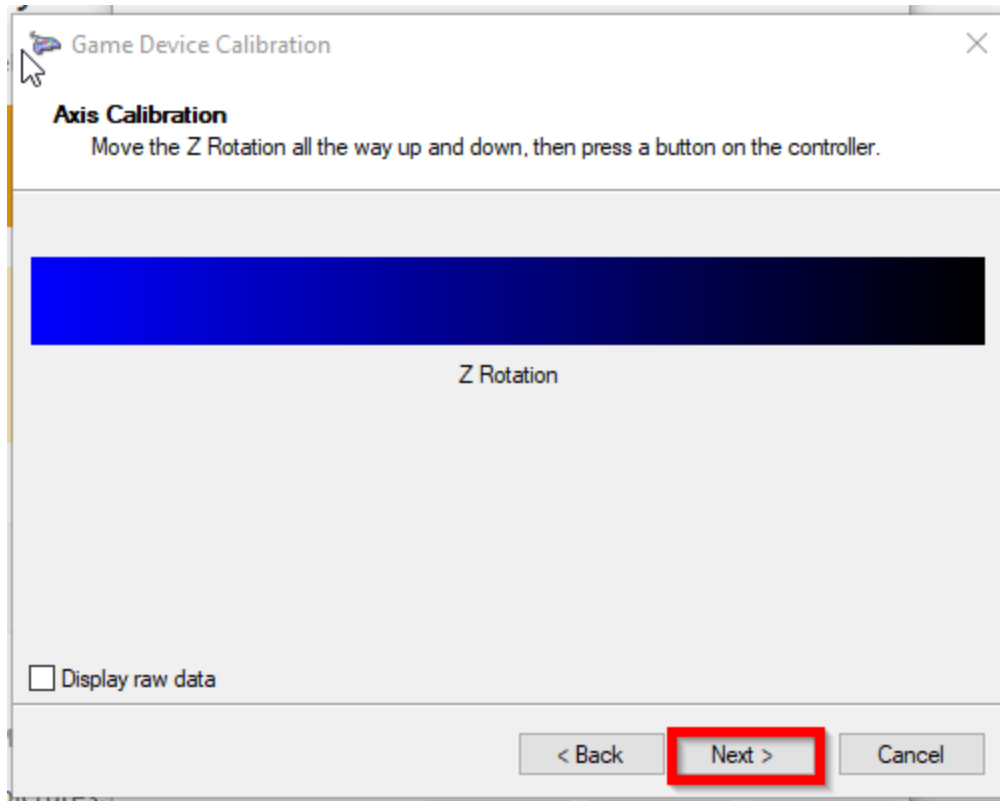 Game Device Calibration
Axis Calibration
Move the Z Rotation all the way up and down, then press a button on the controller.
Z Rotation
Display raw data
< Back
Next >
Cancel